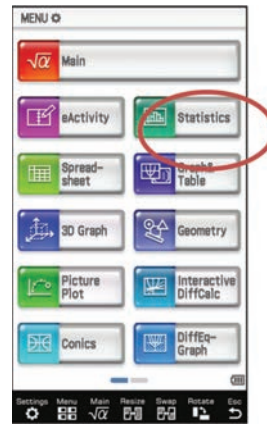 MENU
√α Main
eActivity
Statistics
Spread-
sheet
Graph&
Table
3D Graph
Geometry
Picture
Plot
Interactive
DiffCalc
Conics
DiffEq-
Graph
Settings Menu Main Resize Swap Rotate Esc
√α